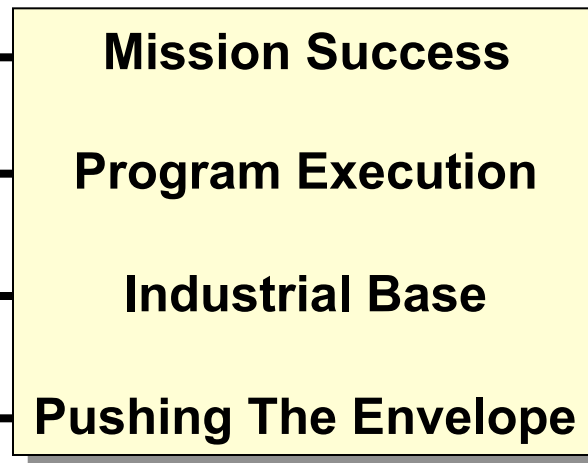 Mission Success
Program Execution
Industrial Base
Pushing The Envelope